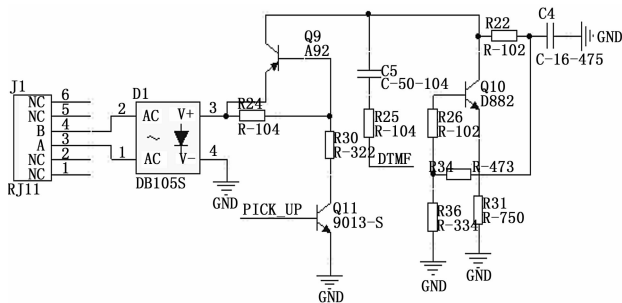 J1
6
NC
5
NC
4
B
3
A
2
NC
1
NC
RJ11
D1
2
AC
V+
3
~
1
AC
V-
4
DB105S
GND
Q9
A92
R24
R-104
R30
R-322
PICK_UP
Q11
9013-S
GND
C5
C-50-104
R25
R-104
DTMF
R22
R-102
C4
C-16-475
GND
Q10
D882
R26
R-102
R34
R-473
R36
R-334
GND
R31
R-750
GND